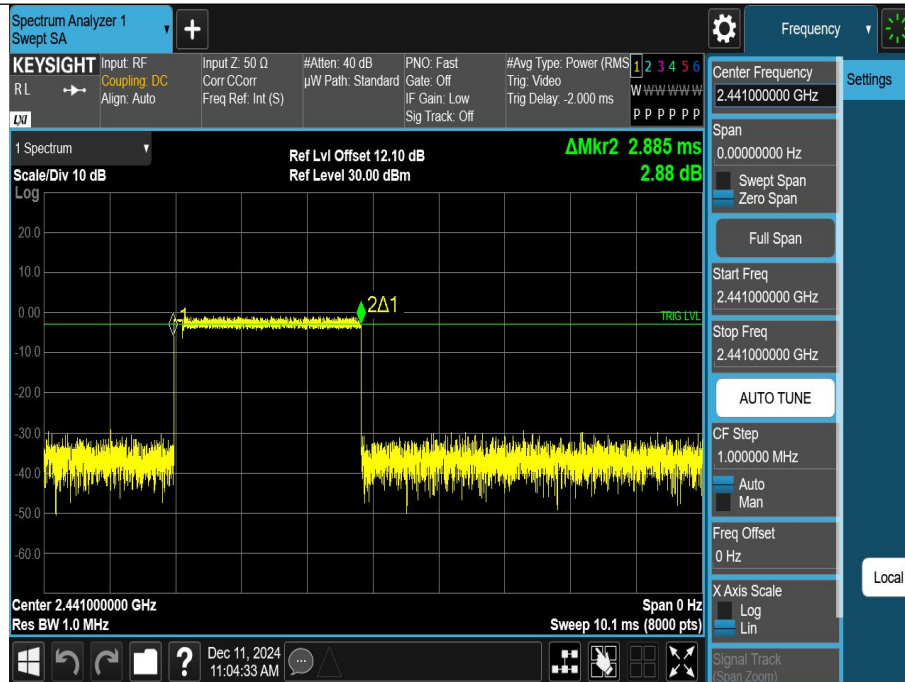 Spectrum Analyzer 1
Swept SA
+
Frequency
KEYSIGHT
RL
LXI
Input: RF
Coupling: DC
Align: Auto
Input Z: 50 Ω
Corr CCorr
Freq Ref: Int (S)
#Atten: 40 dB
µW Path: Standard
PNO: Fast
Gate: Off
IF Gain: Low
Sig Track: Off
#Avg Type: Power (RMS
Trig: Video
Trig Delay: -2.000 ms
1 2 3 4 5 6
W W W W W W
P P P P P P
1 Spectrum
Scale/Div 10 dB
Log
Ref Lvl Offset 12.10 dB
Ref Level 30.00 dBm
ΔMkr2 2.885 ms
2.88 dB
20.0
10.0
0.00
-10.0
-20.0
-30.0
-40.0
-50.0
-60.0
1
2Δ1
TRIG LVL
Center 2.441000000 GHz
Res BW 1.0 MHz
Span 0 Hz
Sweep 10.1 ms (8000 pts)
?
Dec 11, 2024
11:04:33 AM
Center Frequency
2.441000000 GHz
Span
0.00000000 Hz
Swept Span
Zero Span
Full Span
Start Freq
2.441000000 GHz
Stop Freq
2.441000000 GHz
AUTO TUNE
CF Step
1.000000 MHz
Auto
Man
Freq Offset
0 Hz
X Axis Scale
Log
Lin
Signal Track
(Span Zoom)
Settings
Local